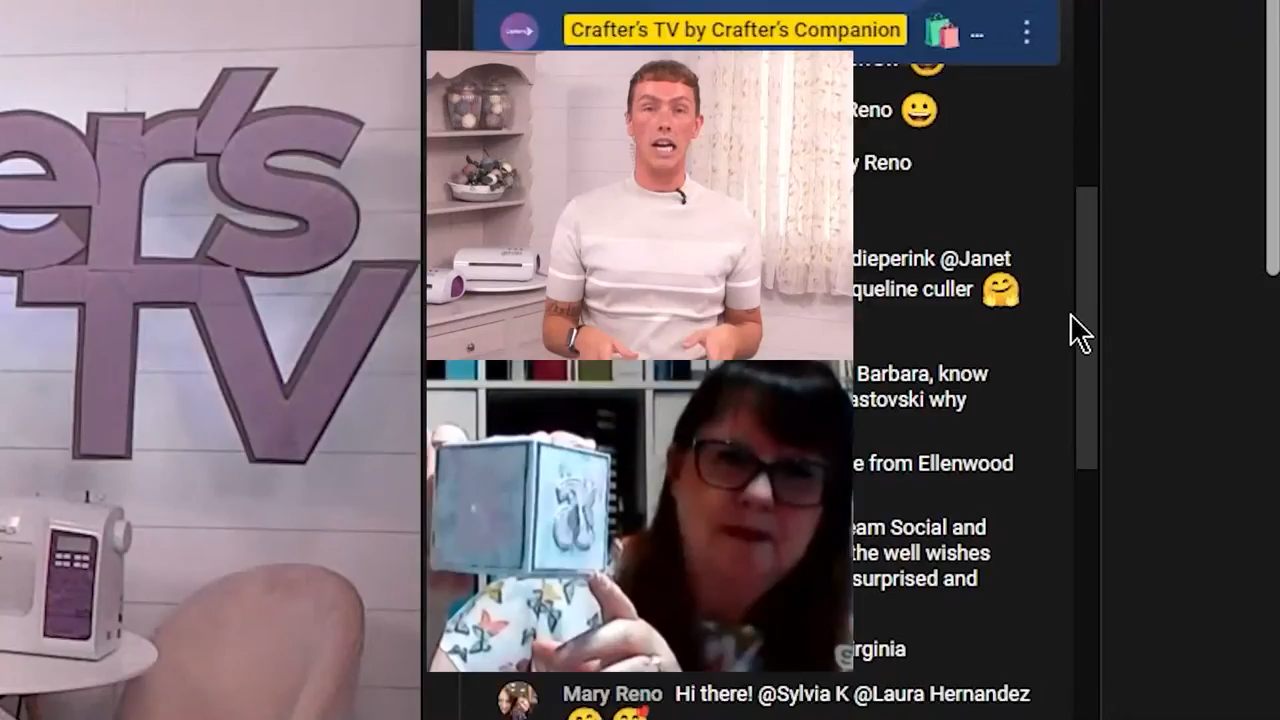 er's
TV
Crafter's TV by Crafter's Companion
Reno
y Reno
dieperink @Janet
queline culler
Barbara, know
astovski why
e from Ellenwood
eam Social and
the well wishes
surprised and
irginia
Mary Reno Hi there! @Sylvia K @Laura Hernandez